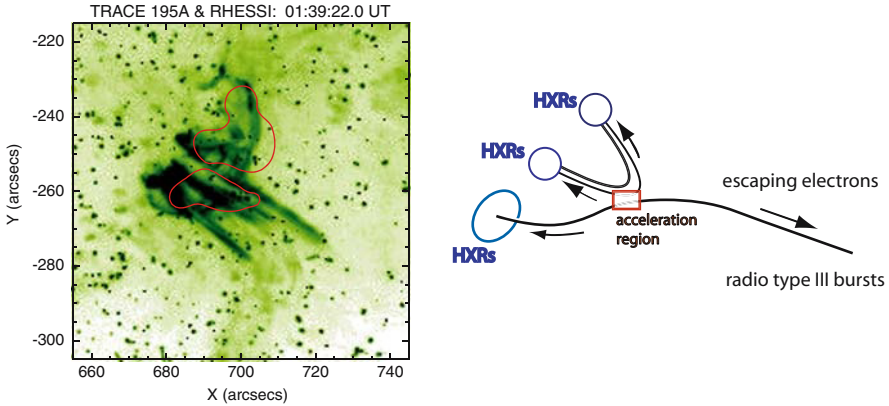 TRACE 195A & RHESSI: 01:39:22.0 UT
-220
-240
-260
-280
-300
Y (arcsecs)
660
680
700
720
740
X (arcsecs)
HXRs
HXRs
HXRs
acceleration
region
escaping electrons
radio type III bursts